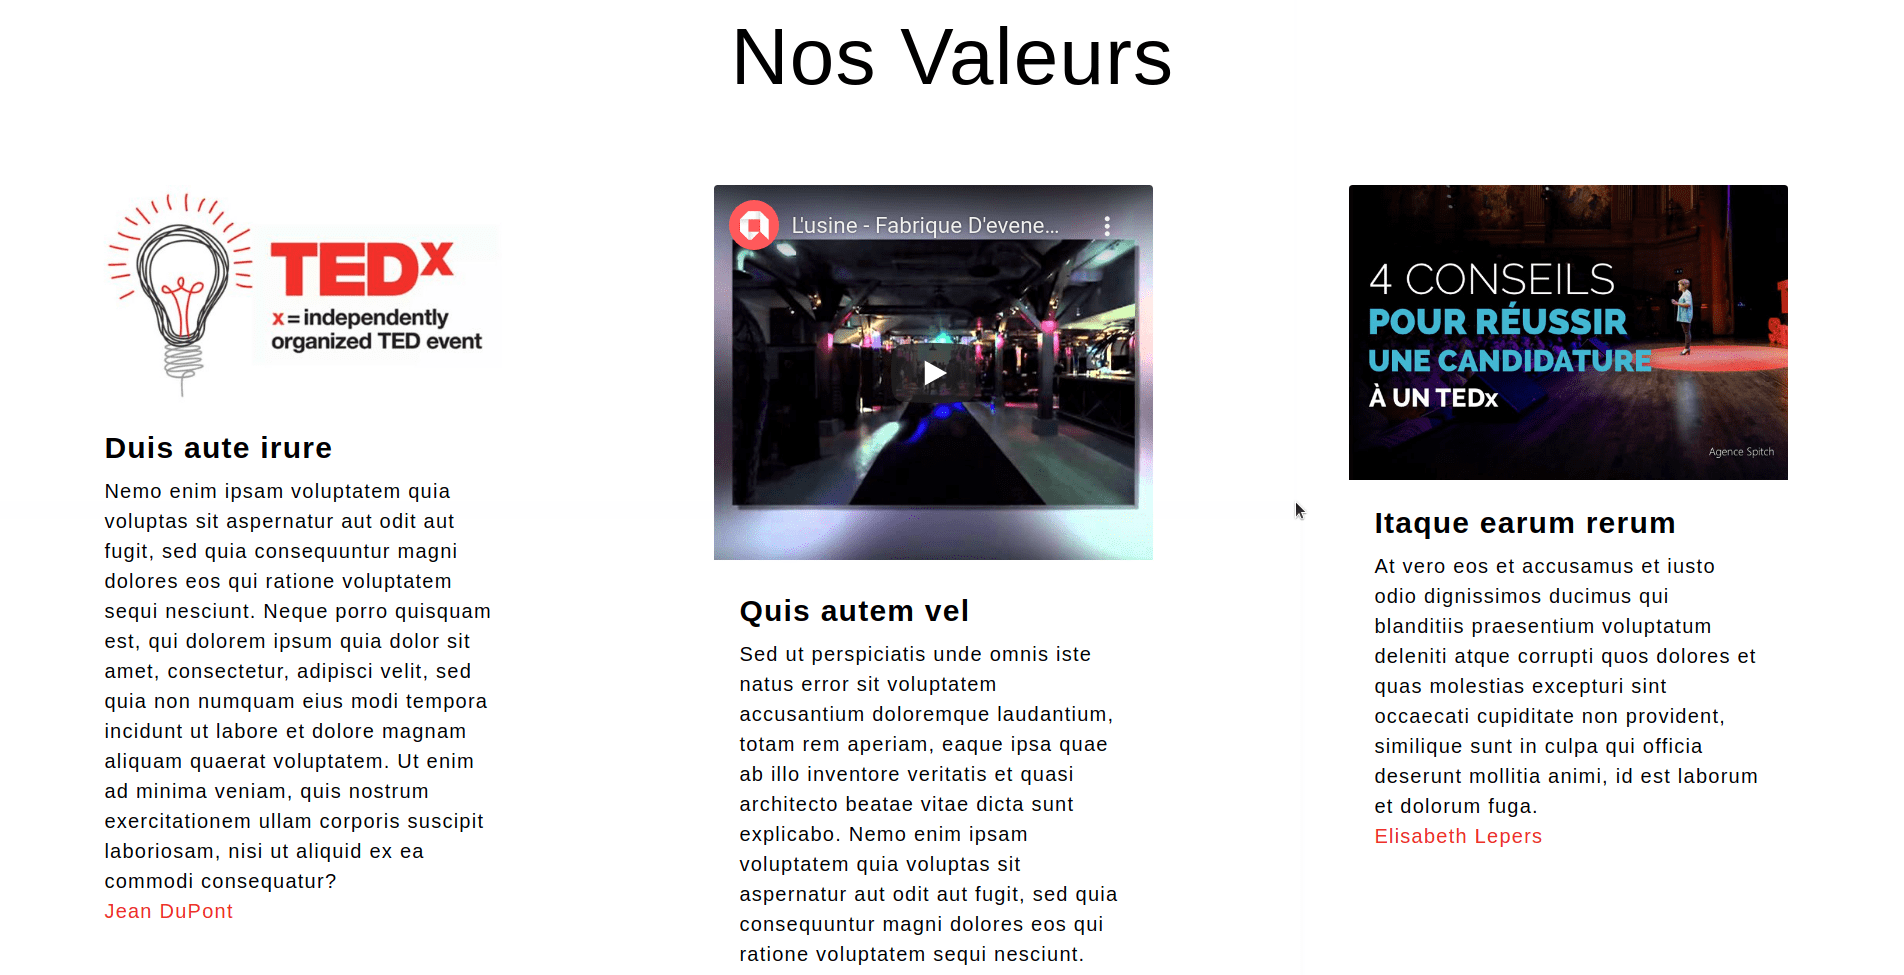 Nos Valeurs
TEDx
x = independently
organized TED event
Duis aute irure
Nemo enim ipsam voluptatem quia
voluptas sit aspernatur aut odit aut
fugit, sed quia consequuntur magni
dolores eos qui ratione voluptatem
sequi nesciunt. Neque porro quisquam
est, qui dolorem ipsum quia dolor sit
amet, consectetur, adipisci velit, sed
quia non numquam eius modi tempora
incidunt ut labore et dolore magnam
aliquam quaerat voluptatem. Ut enim
ad minima veniam, quis nostrum
exercitationem ullam corporis suscipit
laboriosam, nisi ut aliquid ex ea
commodi consequatur?
Jean DuPont
L'usine - Fabrique D'evene...
Quis autem vel
Sed ut perspiciatis unde omnis iste
natus error sit voluptatem
accusantium doloremque laudantium,
totam rem aperiam, eaque ipsa quae
ab illo inventore veritatis et quasi
architecto beatae vitae dicta sunt
explicabo. Nemo enim ipsam
voluptatem quia voluptas sit
aspernatur aut odit aut fugit, sed quia
consequuntur magni dolores eos qui
ratione voluptatem sequi nesciunt.
4 CONSEILS
POUR RÉUSSIR
UNE CANDIDATURE
À UN TEDx
Agence Spitch
Itaque earum rerum
At vero eos et accusamus et iusto
odio dignissimos ducimus qui
blanditiis praesentium voluptatum
deleniti atque corrupti quos dolores et
quas molestias excepturi sint
occaecati cupiditate non provident,
similique sunt in culpa qui officia
deserunt mollitia animi, id est laborum
et dolorum fuga.
Elisabeth Lepers